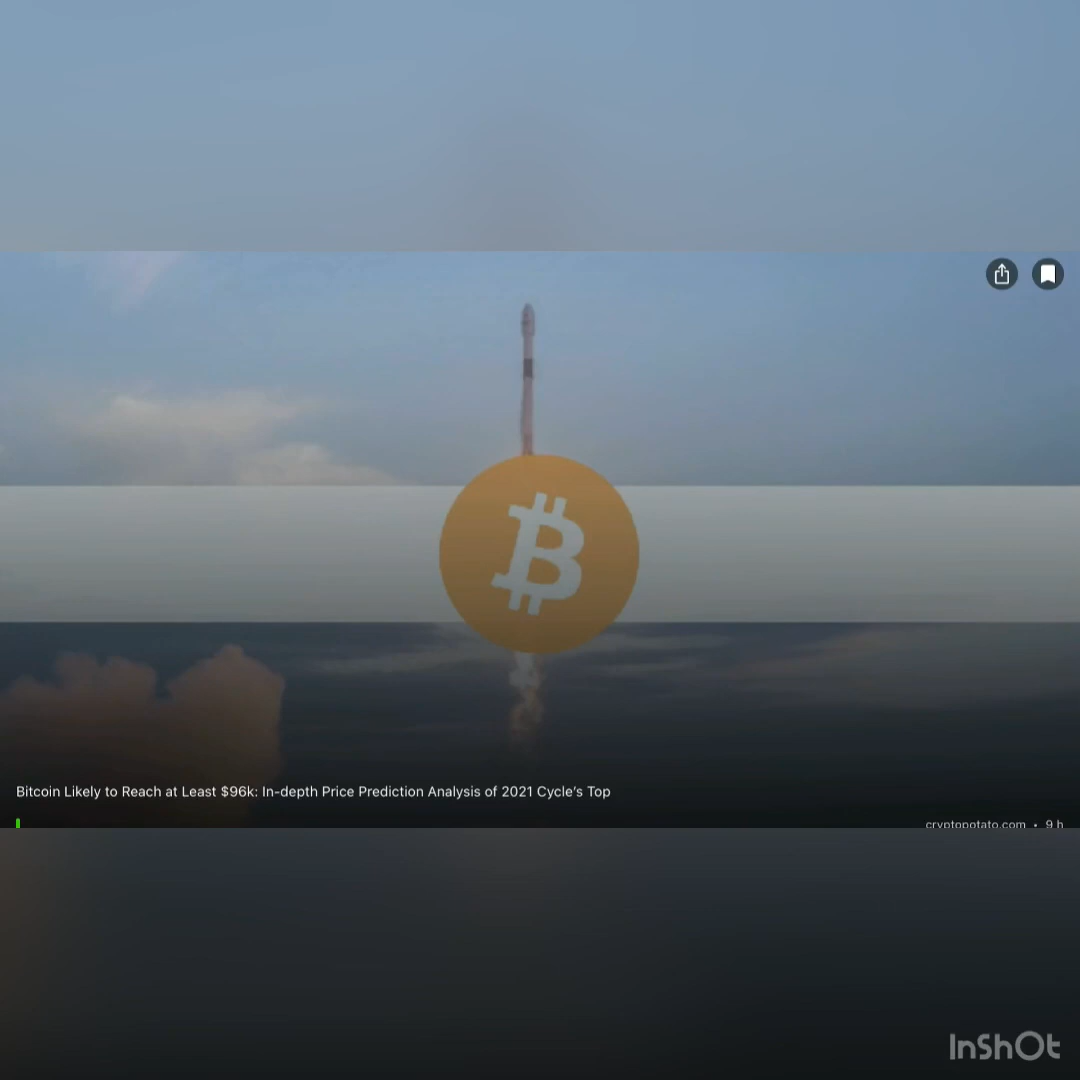 Bitcoin Likely to Reach at Least $96k: In-depth Price Prediction Analysis of 2021 Cycle’s Top
cryptopotato.com • 9 h
InShOt